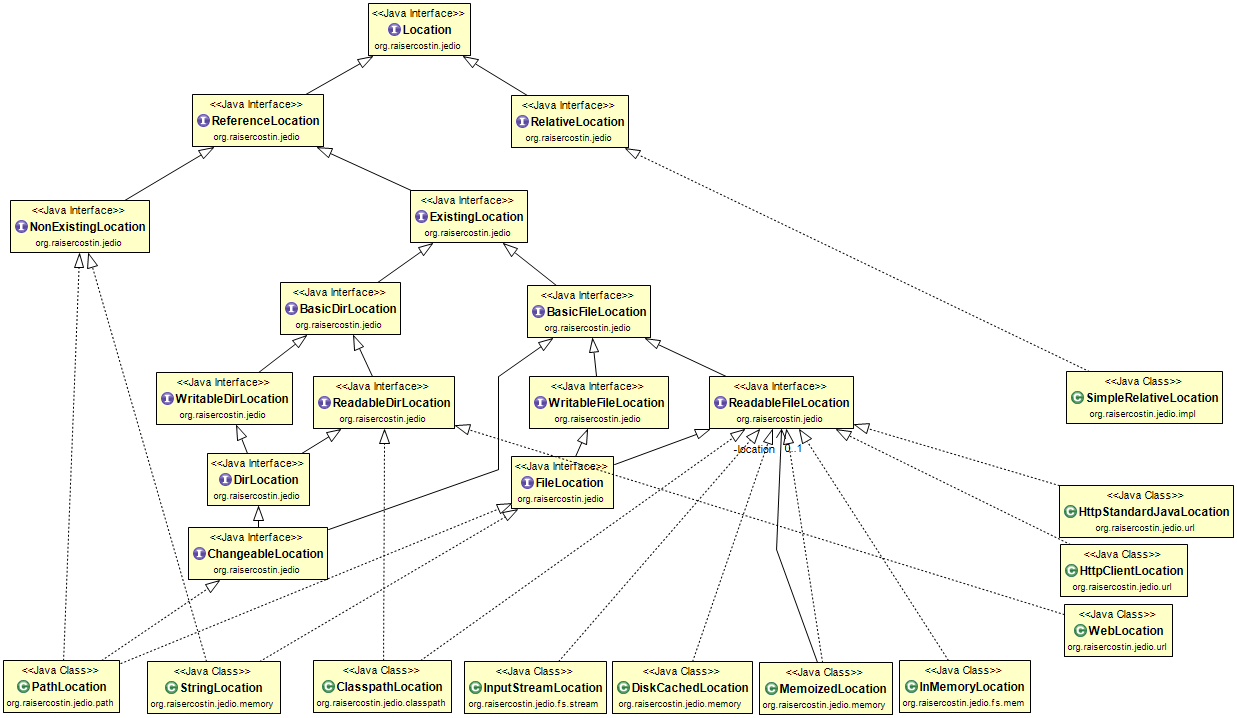 <<Java Interface>>
Location
org.raisercostin.jedio
<<Java Interface>>
ReferenceLocation
org.raisercostin.jedio
<<Java Interface>>
RelativeLocation
org.raisercostin.jedio
<<Java Interface>>
NonExistingLocation
org.raisercostin.jedio
<<Java Interface>>
ExistingLocation
org.raisercostin.jedio
<<Java Interface>>
BasicDirLocation
org.raisercostin.jedio
<<Java Interface>>
BasicFileLocation
org.raisercostin.jedio
<<Java Interface>>
WritableDirLocation
org.raisercostin.jedio
<<Java Interface>>
ReadableDirLocation
org.raisercostin.jedio
<<Java Interface>>
WritableFileLocation
org.raisercostin.jedio
<<Java Interface>>
ReadableFileLocation
org.raisercostin.jedio
<<Java Class>>
SimpleRelativeLocation
org.raisercostin.jedio.impl
-location 0..1
<<Java Interface>>
DirLocation
org.raisercostin.jedio
<<Java Interface>>
FileLocation
org.raisercostin.jedio
<<Java Class>>
HttpStandardJavaLocation
org.raisercostin.jedio.url
<<Java Interface>>
ChangeableLocation
org.raisercostin.jedio
<<Java Class>>
HttpClientLocation
org.raisercostin.jedio.url
<<Java Class>>
WebLocation
org.raisercostin.jedio.url
<<Java Class>>
PathLocation
org.raisercostin.jedio.path
<<Java Class>>
StringLocation
org.raisercostin.jedio.memory
<<Java Class>>
ClasspathLocation
org.raisercostin.jedio.classpath
<<Java Class>>
InputStreamLocation
org.raisercostin.jedio.fs.stream
<<Java Class>>
DiskCachedLocation
org.raisercostin.jedio.memory
<<Java Class>>
MemoizedLocation
org.raisercostin.jedio.memory
<<Java Class>>
InMemoryLocation
org.raisercostin.jedio.fs.mem